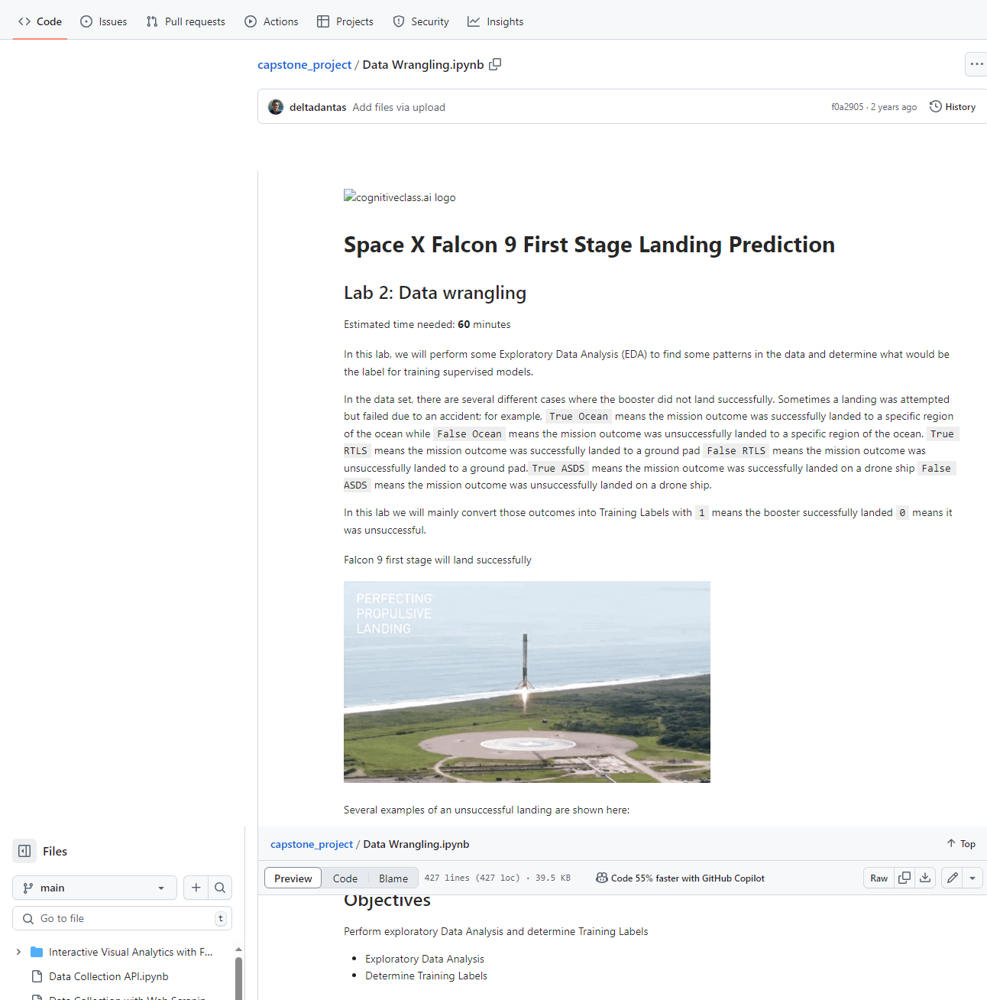 Code Issues Pull requests Actions Projects Security Insights
capstone_project / Data Wrangling.ipynb
deltadantas Add files via upload f0a2905 · 2 years ago History
cognitiveclass.ai logo
Space X Falcon 9 First Stage Landing Prediction
Lab 2: Data wrangling
Estimated time needed: 60 minutes
In this lab, we will perform some Exploratory Data Analysis (EDA) to find some patterns in the data and determine what would be
the label for training supervised models.
In the data set, there are several different cases where the booster did not land successfully. Sometimes a landing was attempted
but failed due to an accident; for example, True Ocean means the mission outcome was successfully landed to a specific region
of the ocean while False Ocean means the mission outcome was unsuccessfully landed to a specific region of the ocean. True
RTLS means the mission outcome was successfully landed to a ground pad False RTLS means the mission outcome was
unsuccessfully landed to a ground pad. True ASDS means the mission outcome was successfully landed on a drone ship False
ASDS means the mission outcome was unsuccessfully landed on a drone ship.
In this lab we will mainly convert those outcomes into Training Labels with 1 means the booster successfully landed 0 means it
was unsuccessful.
Falcon 9 first stage will land successfully
PERFECTING
PROPULSIVE
LANDING
Several examples of an unsuccessful landing are shown here:
Files
main
Go to file t
Interactive Visual Analytics with F...
Data Collection API.ipynb
Data Collection with Web Scrapin
capstone_project / Data Wrangling.ipynb Top
Preview Code Blame 427 lines (427 loc) · 39.5 KB Code 55% faster with GitHub Copilot Raw
Objectives
Perform exploratory Data Analysis and determine Training Labels
• Exploratory Data Analysis
• Determine Training Labels